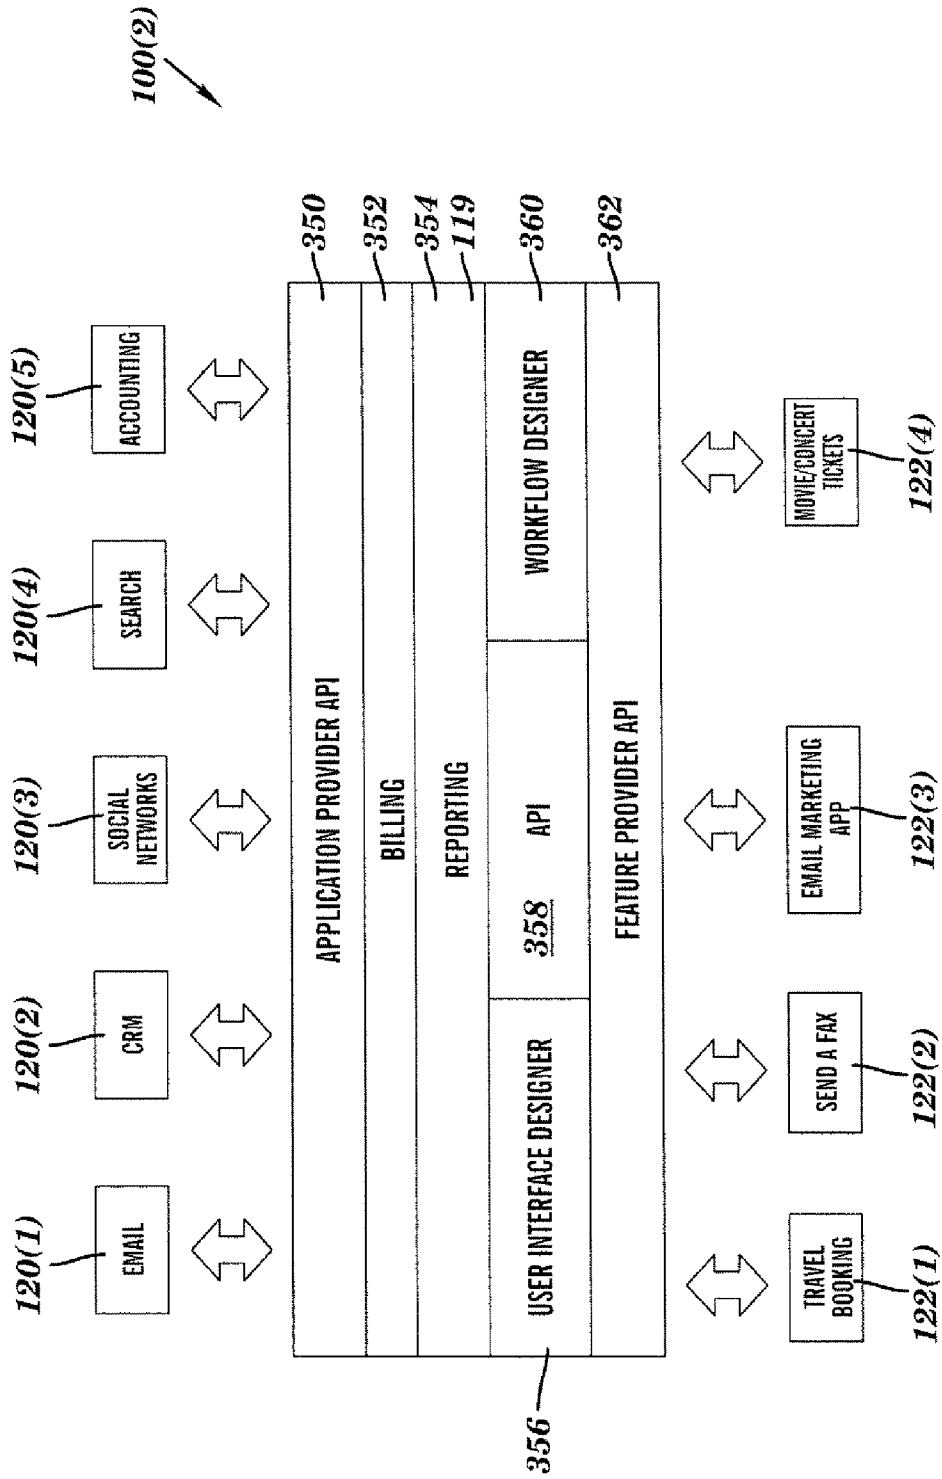 100(2)
120(1)
120(2)
120(3)
120(4)
120(5)
EMAIL
CRM
SOCIAL
NETWORKS
SEARCH
ACCOUNTING
APPLICATION PROVIDER API
350
BILLING
352
REPORTING
354
119
USER INTERFACE DESIGNER
356
API
358
WORKFLOW DESIGNER
360
FEATURE PROVIDER API
362
TRAVEL
BOOKING
SEND A FAX
EMAIL MARKETING
APP
MOVIE/CONCERT
TICKETS
122(1)
122(2)
122(3)
122(4)